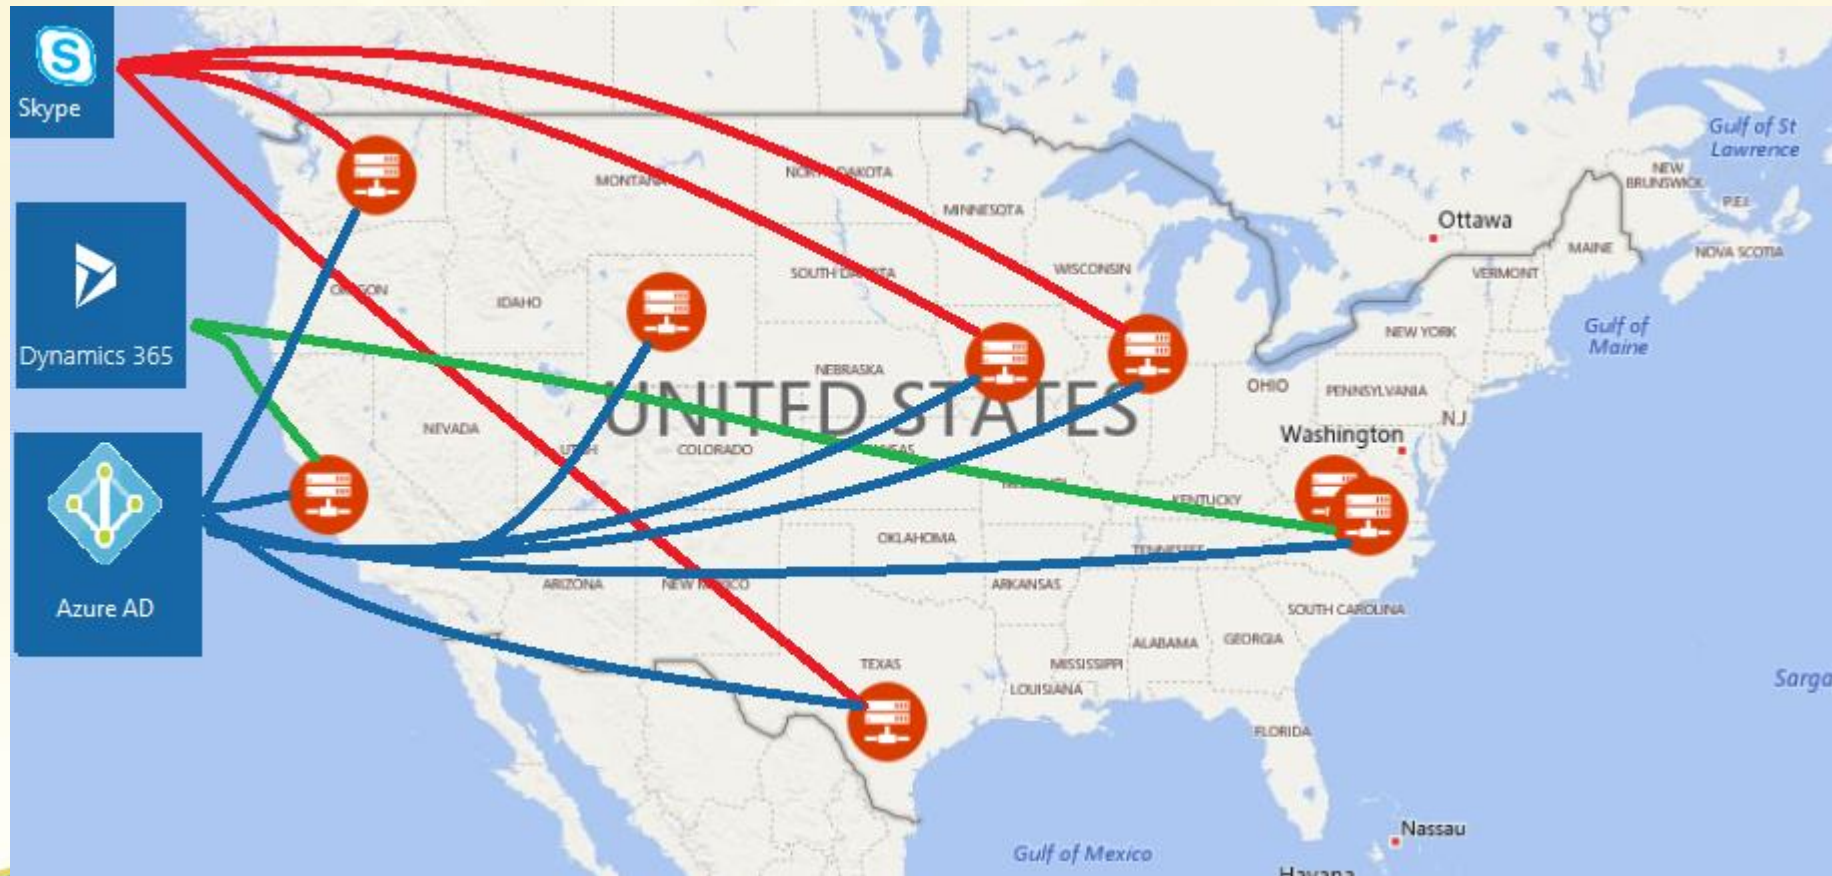 S
Skype
Gulf of St
Lawrence
NEW
BRUNSWICK
P.E.I.
MONTANA
NORTH DAKOTA
MINNESOTA
Ottawa
MAINE
NOVA SCOTIA
Dynamics 365
OREGON
IDAHO
SOUTH DAKOTA
WISCONSIN
VERMONT
NEW YORK
Gulf of
Maine
NEBRASKA
UNITED STATES
OHIO
PENNSYLVANIA
N.J
NEVADA
UTAH
COLORADO
Washington
KENTUCKY
Azure AD
OKLAHOMA
TENNESSEE
ARIZONA
NEW MEXICO
ARKANSAS
SOUTH CAROLINA
ALABAMA
GEORGIA
TEXAS
MISSISSIPPI
LOUISIANA
Sarga
FLORIDA
Nassau
Gulf of Mexico
Havana